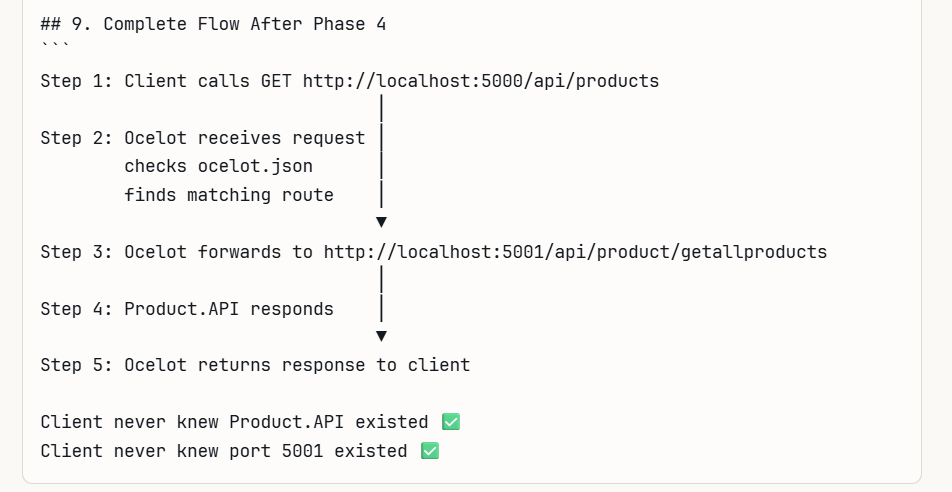 ## 9. Complete Flow After Phase 4
```
Step 1: Client calls GET http://localhost:5000/api/products
                                │
Step 2: Ocelot receives request │
        checks ocelot.json      │
        finds matching route    │
                                ▼
Step 3: Ocelot forwards to http://localhost:5001/api/product/getallproducts
                                │
Step 4: Product.API responds    │
                                ▼
Step 5: Ocelot returns response to client

Client never knew Product.API existed ✅
Client never knew port 5001 existed ✅